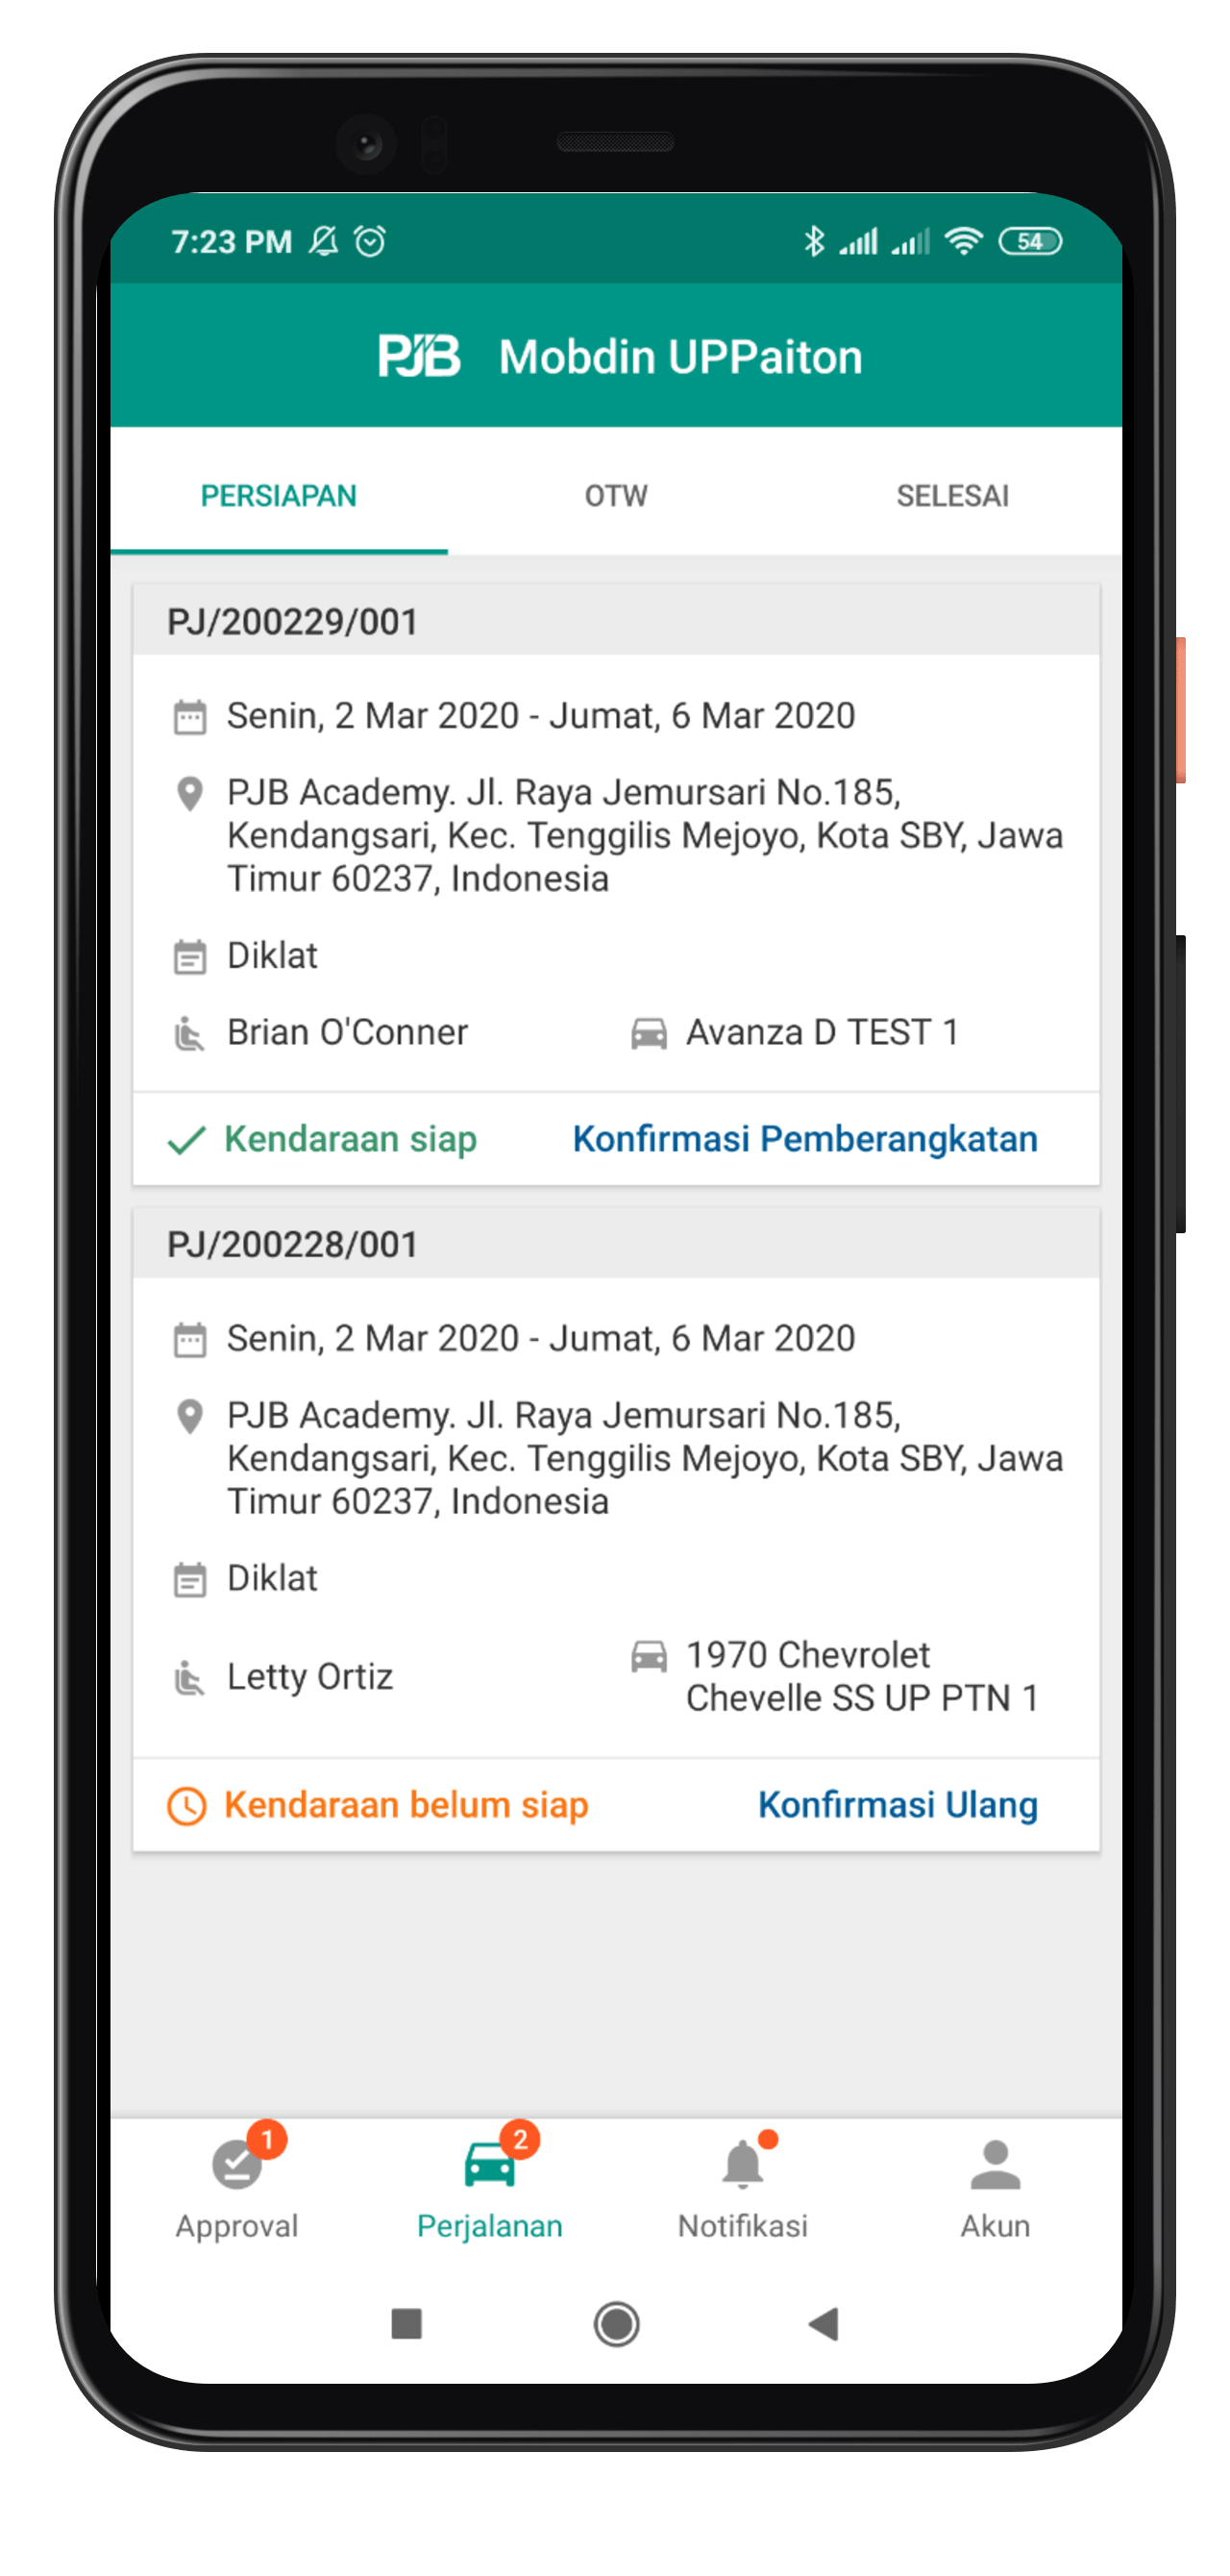 7:23 PM
54
PJB Mobdin UPPaiton
PERSIAPAN
OTW
SELESAI
PJ/200229/001
Senin, 2 Mar 2020 - Jumat, 6 Mar 2020
PJB Academy. Jl. Raya Jemursari No.185,
Kendangsari, Kec. Tenggilis Mejoyo, Kota SBY, Jawa
Timur 60237, Indonesia
Diklat
Brian O'Conner
Avanza D TEST 1
Kendaraan siap
Konfirmasi Pemberangkatan
PJ/200228/001
Senin, 2 Mar 2020 - Jumat, 6 Mar 2020
PJB Academy. Jl. Raya Jemursari No.185,
Kendangsari, Kec. Tenggilis Mejoyo, Kota SBY, Jawa
Timur 60237, Indonesia
Diklat
Letty Ortiz
1970 Chevrolet
Chevelle SS UP PTN 1
Kendaraan belum siap
Konfirmasi Ulang
1
2
Approval
Perjalanan
Notifikasi
Akun